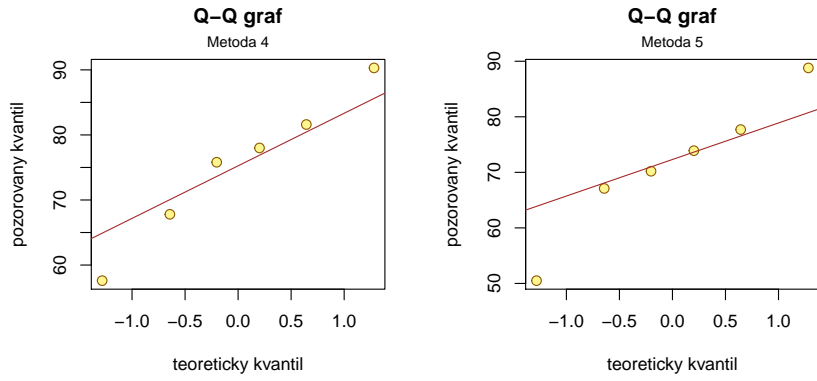 Q−Q graf
Metoda 4
pozorovany kvantil
90
80
70
60
−1.0 −0.5 0.0 0.5 1.0
teoreticky kvantil
Q−Q graf
Metoda 5
pozorovany kvantil
90
80
70
60
50
−1.0 −0.5 0.0 0.5 1.0
teoreticky kvantil